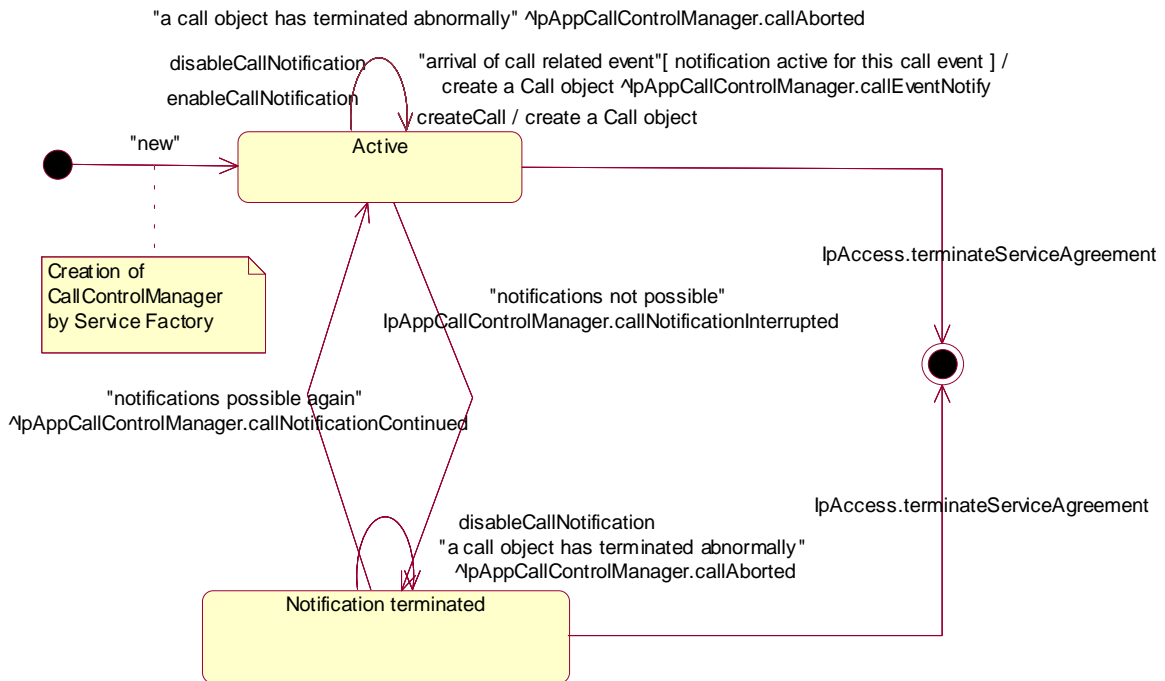 "a call object has terminated abnormally" ^IpAppCallControlManager.callAborted
disableCallNotification
"arrival of call related event"[ notification active for this call event ] /
create a Call object ^IpAppCallControlManager.callEventNotify
enableCallNotification
createCall / create a Call object
"new"
Active
IpAccess.terminateServiceAgreement
Creation of
CallControlManager
by Service Factory
"notifications not possible"
IpAppCallControlManager.callNotificationInterrupted
"notifications possible again"
^IpAppCallControlManager.callNotificationContinued
IpAccess.terminateServiceAgreement
disableCallNotification
"a call object has terminated abnormally"
^IpAppCallControlManager.callAborted
Notification terminated